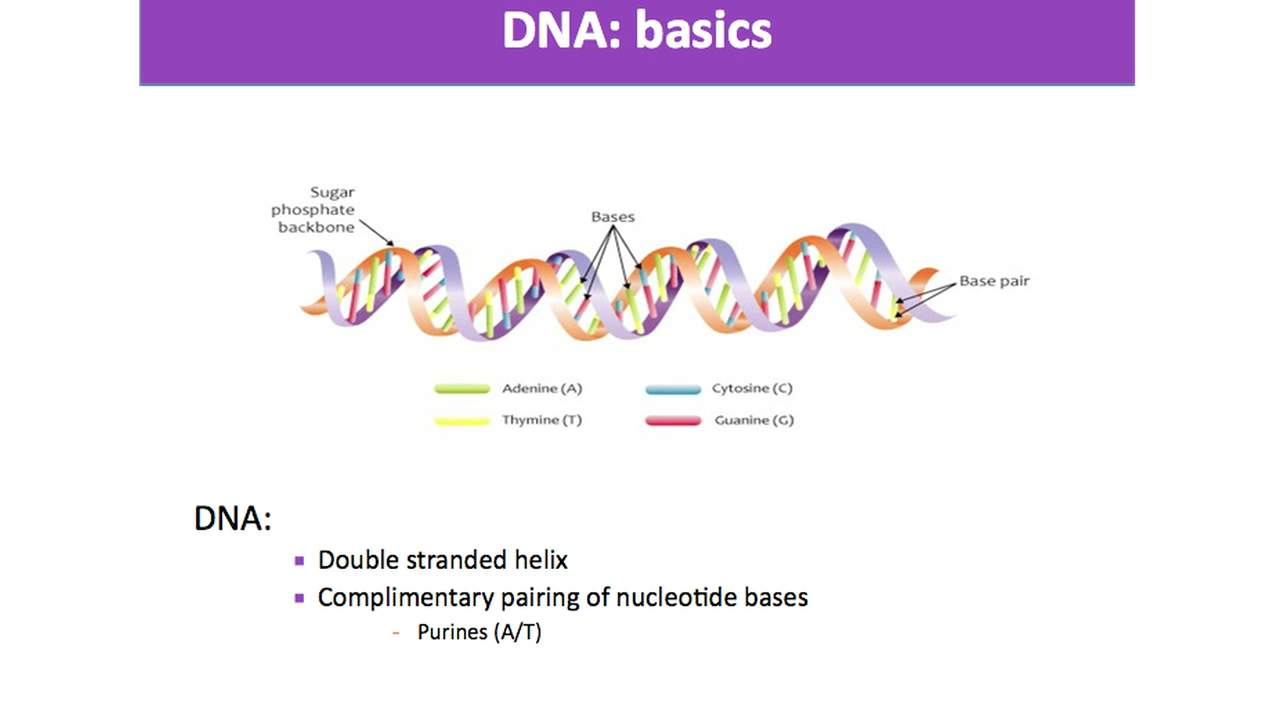 DNA: basics
Sugar
phosphate
backbone
Bases
Base pair
Adenine (A)
Cytosine (C)
Thymine (T)
Guanine (G)
DNA:
Double stranded helix
Complimentary pairing of nucleotide bases
- Purines (A/T)